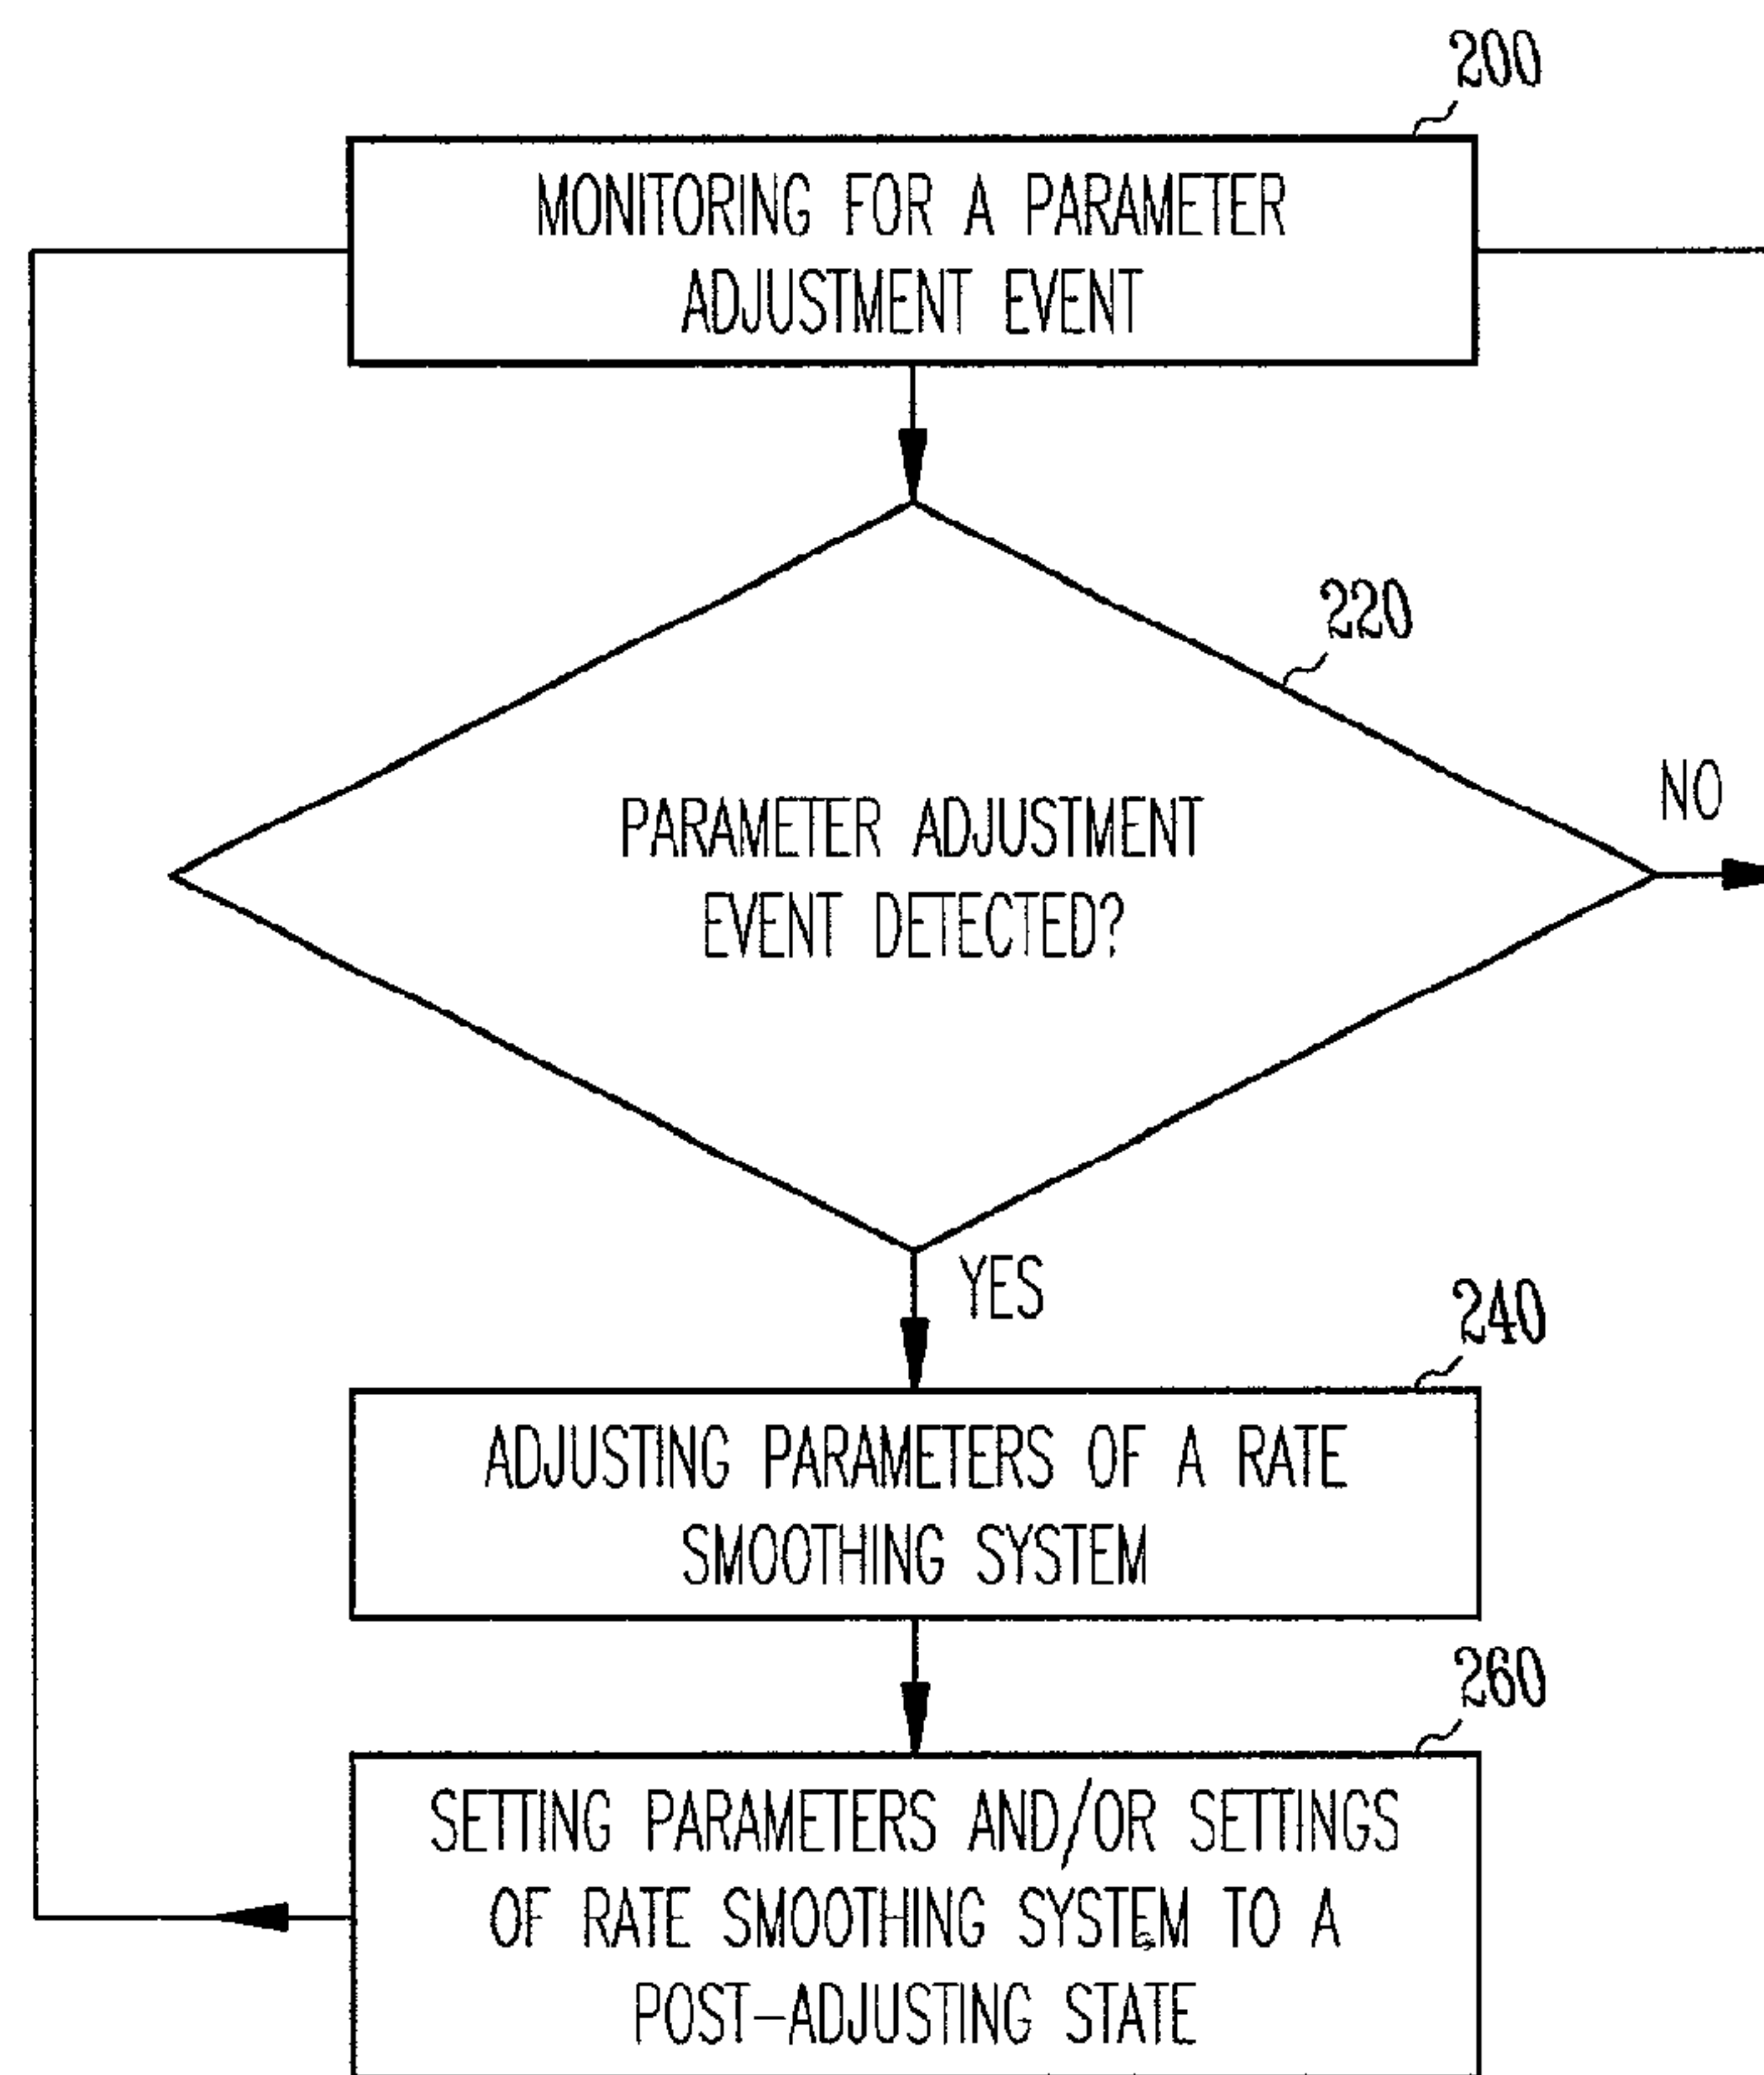 200
MONITORING FOR A PARAMETER
ADJUSTMENT EVENT
220
NO
PARAMETER ADJUSTMENT
EVENT DETECTED?
YES
240
ADJUSTING PARAMETERS OF A RATE
SMOOTHING SYSTEM
260
SETTING PARAMETERS AND/OR SETTINGS
OF RATE SMOOTHING SYSTEM TO A
POST-ADJUSTING STATE